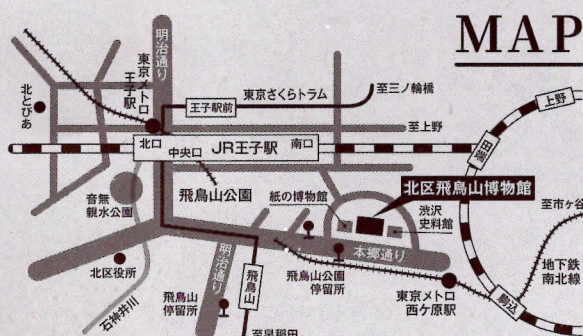 MAP
明治通り
東京メトロ
王子駅
北とぴあ
王子駅前
東京さくらトラム
至三ノ輪橋
上野
至上野
田端
北口
中央口
JR王子駅
南口
音無
親水公園
飛鳥山公園
紙の博物館
北区飛鳥山博物館
渋沢
史料館
至市ヶ谷
北区役所
石神井川
明治通り
飛鳥山
停留所
飛鳥山
飛鳥山公園
停留所
本郷通り
東京メトロ
西ケ原駅
地下鉄
南北線
駒込
至早稲田